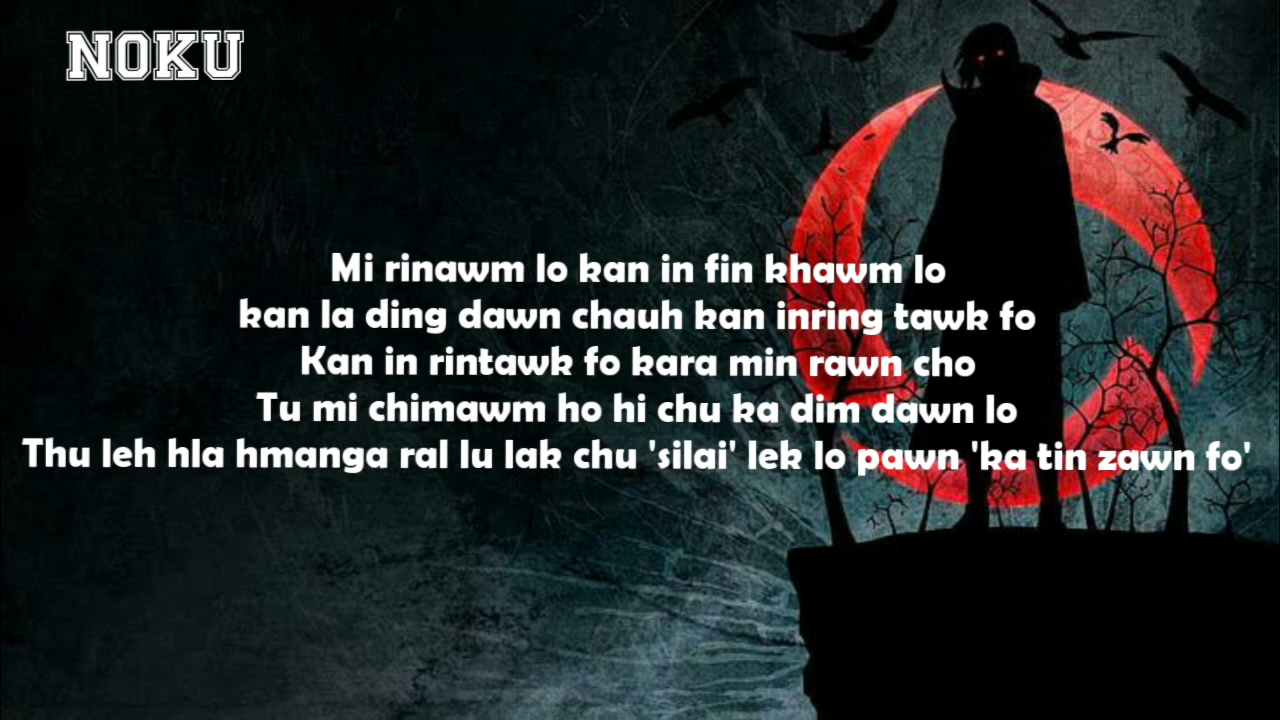 NOKU
Mi rinawm lo kan in fin khawm lo
kan la ding dawn chauh kan inring tawk fo
Kan in rintawk fo kara min rawn cho
Tu mi chimawm ho hi chu ka dim dawn lo
Thu leh hla hmanga ral lu lak chu 'silai' lek lo pawn 'ka tin zawn fo'